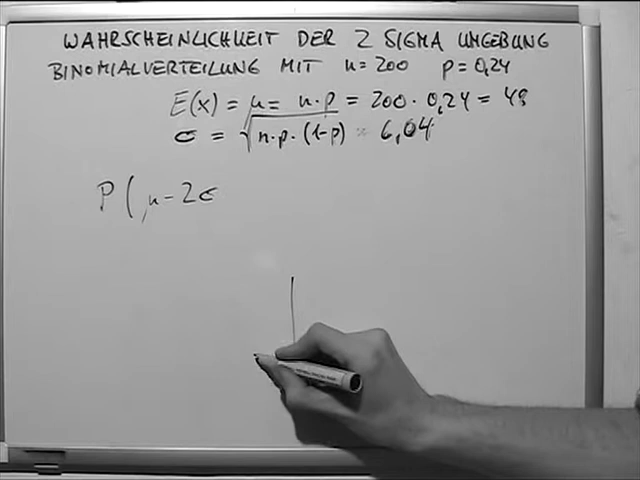 WAHRSCHEINLICHKEIT DER 2 SIGMA UMGEBUNG
BINOMIALVERTEILUNG MIT n=200 p=0,24
E(x) = μ = n·p = 200·0,24 = 48
σ = √n·p·(1-p) = 6,04
P(μ-2σ